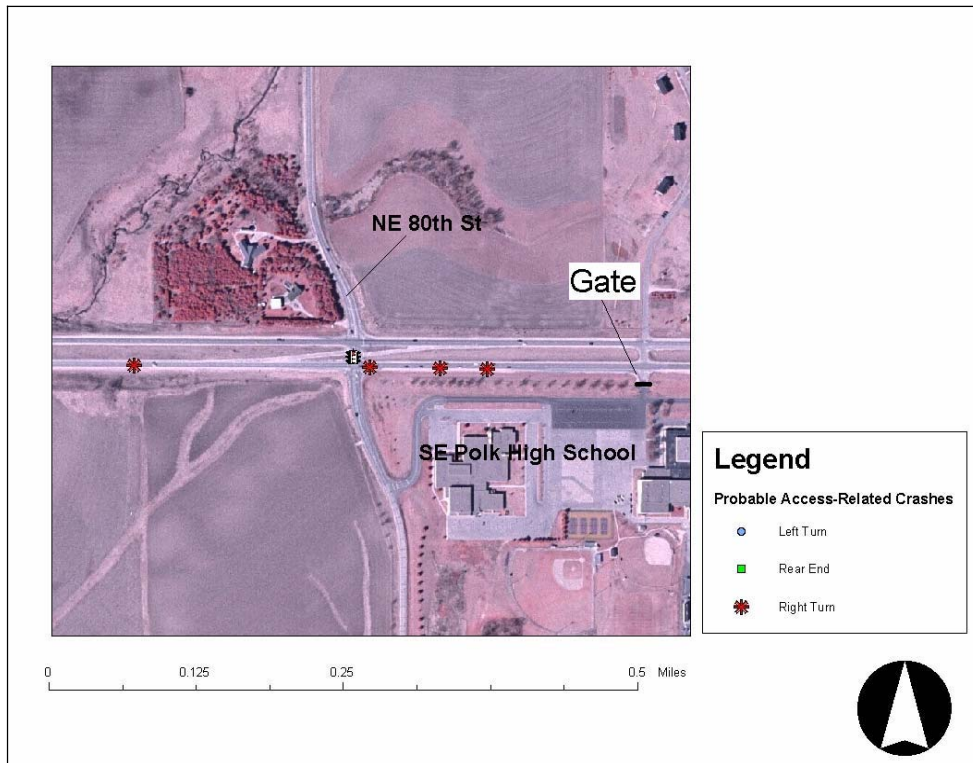 NE 80th St
Gate
SE Polk High School
Legend
Probable Access-Related Crashes
Left Turn
Rear End
Right Turn
0 0.125 0.25 0.5 Miles